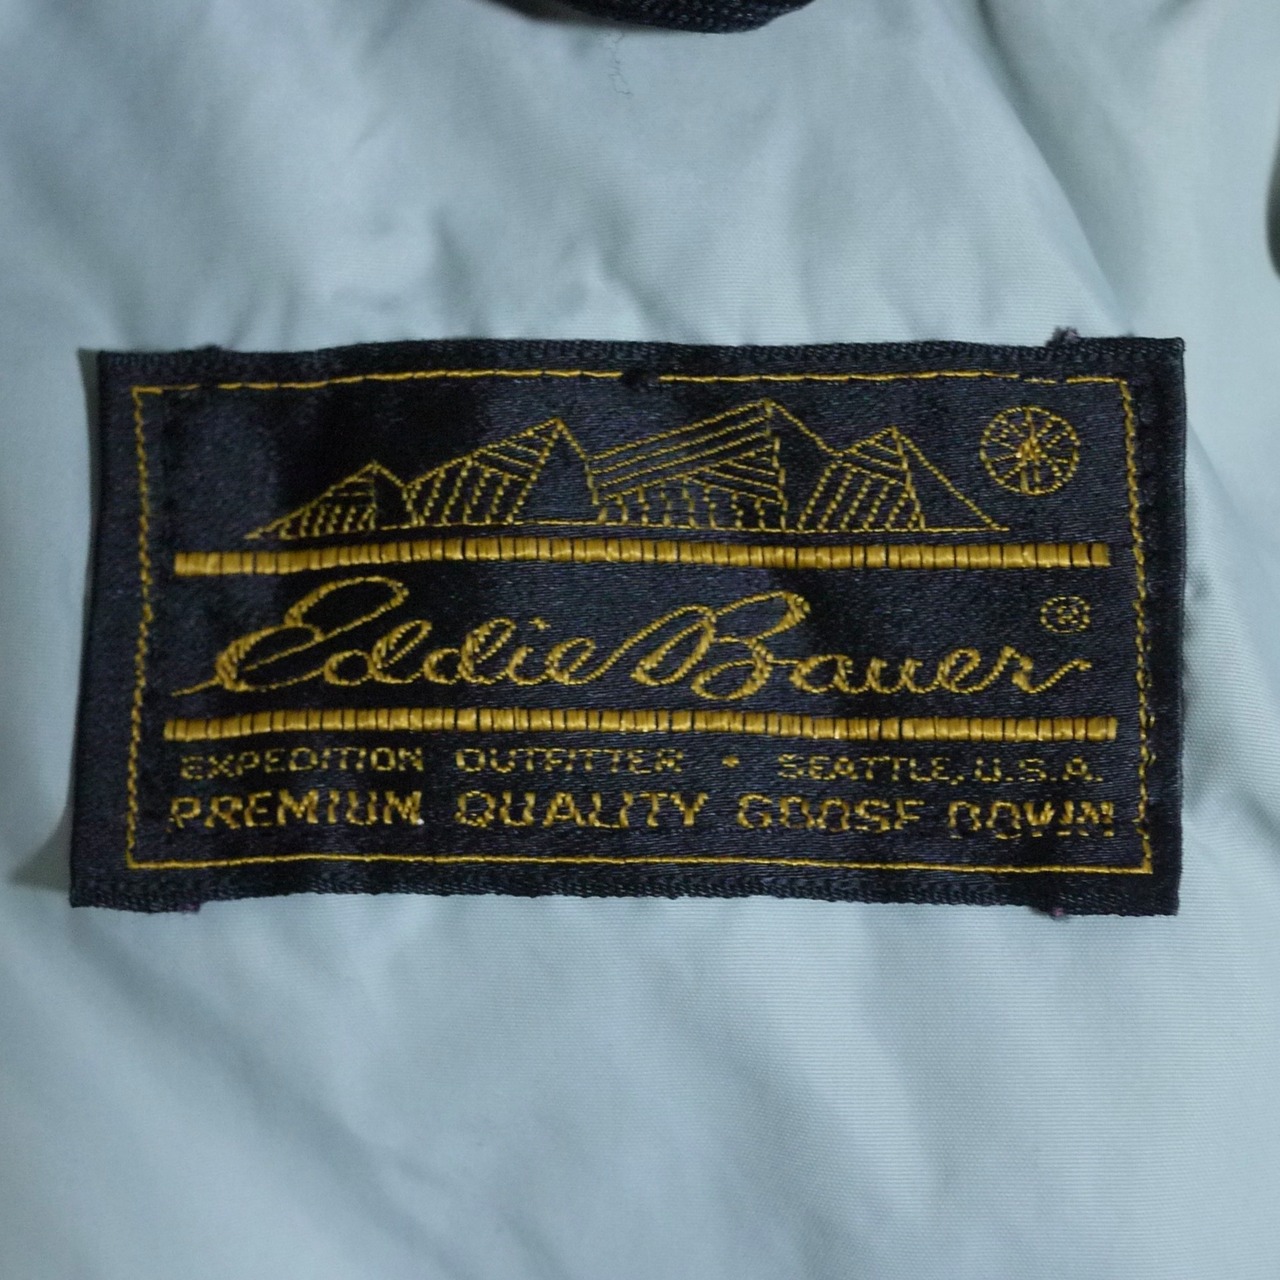 Eddie Bauer ®
EXPEDITION OUTFITTER • SEATTLE, U.S.A.
PREMIUM QUALITY GOOSE DOWN